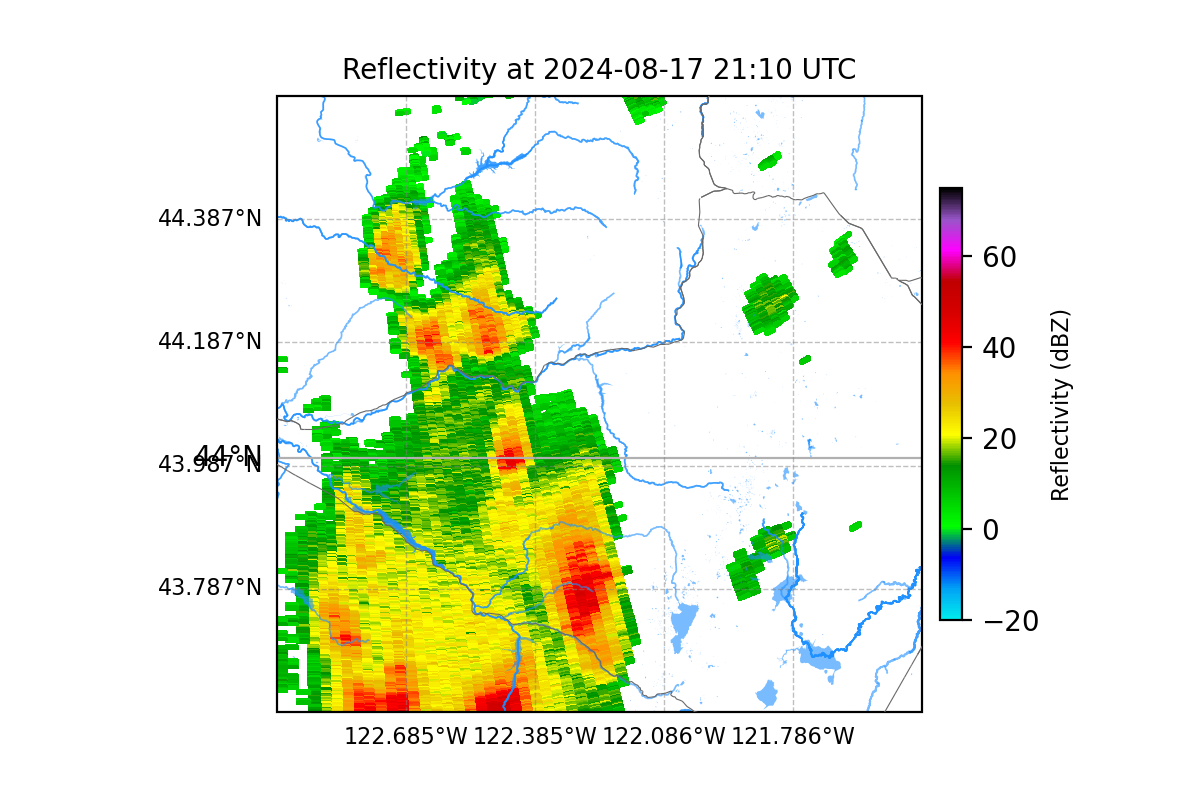 Reflectivity at 2024-08-17 21:10 UTC
44.387°N
44.187°N
44°N
43.987°N
43.787°N
122.685°W 122.385°W 122.086°W 121.786°W
60
40
20
0
−20
Reflectivity (dBZ)